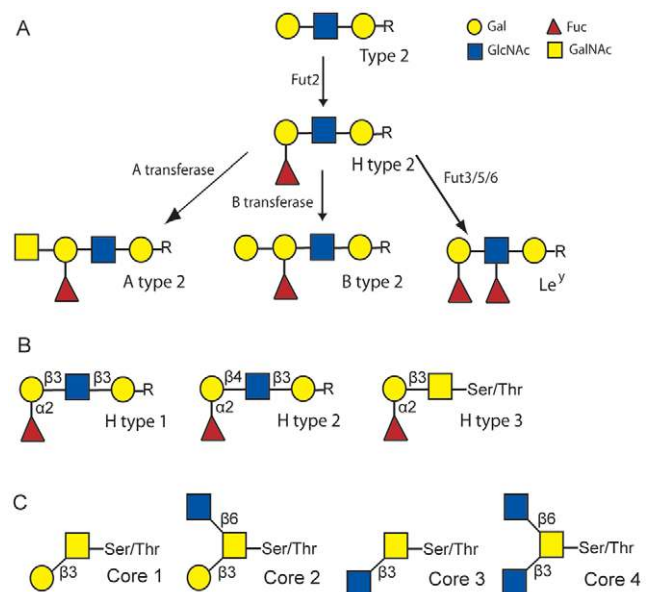 A
Gal
Fuc
GlcNAc
GalNAc
R
Type 2
Fut2
R
H type 2
A transferase
B transferase
Fut3/5/6
R
A type 2
R
B type 2
R
Le^y
B
β3
β3
R
α2
H type 1
β4
β3
R
α2
H type 2
β3
Ser/Thr
α2
H type 3
C
Ser/Thr
β3
Core 1
β6
Ser/Thr
β3
Core 2
Ser/Thr
β3
Core 3
β6
Ser/Thr
β3
Core 4